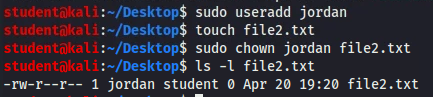 student@kali:~/Desktop$ sudo useradd jordan
student@kali:~/Desktop$ touch file2.txt
student@kali:~/Desktop$ sudo chown jordan file2.txt
student@kali:~/Desktop$ ls -l file2.txt
-rw-r--r-- 1 jordan student 0 Apr 20 19:20 file2.txt